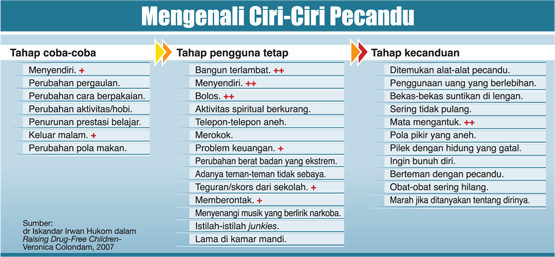 Mengenali Ciri-Ciri Pecandu
Tahap coba-coba
Menyendiri. +
Perubahan pergaulan.
Perubahan cara berpakaian.
Perubahan aktivitas/hobi.
Penurunan prestasi belajar.
Keluar malam. +
Perubahan pola makan.
Tahap pengguna tetap
Bangun terlambat. ++
Menyendiri. ++
Bolos. ++
Aktivitas spiritual berkurang.
Telepon-telepon aneh.
Merokok.
Problem keuangan. +
Perubahan berat badan yang ekstrem.
Adanya teman-teman tidak sebaya.
Teguran/skors dari sekolah. +
Memberontak. +
Menyenangi musik yang berlirik narkoba.
Istilah-istilah junkies.
Lama di kamar mandi.
Tahap kecanduan
Ditemukan alat-alat pecandu.
Penggunaan uang yang berlebihan.
Bekas-bekas suntikan di lengan.
Sering tidak pulang.
Mata mengantuk. ++
Pola pikir yang aneh.
Pilek dengan hidung yang gatal.
Ingin bunuh diri.
Berteman dengan pecandu.
Obat-obat sering hilang.
Marah jika ditanyakan tentang dirinya.
Sumber:
dr Iskandar Irwan Hukom dalam
Raising Drug-Free Children-
Veronica Colondam, 2007